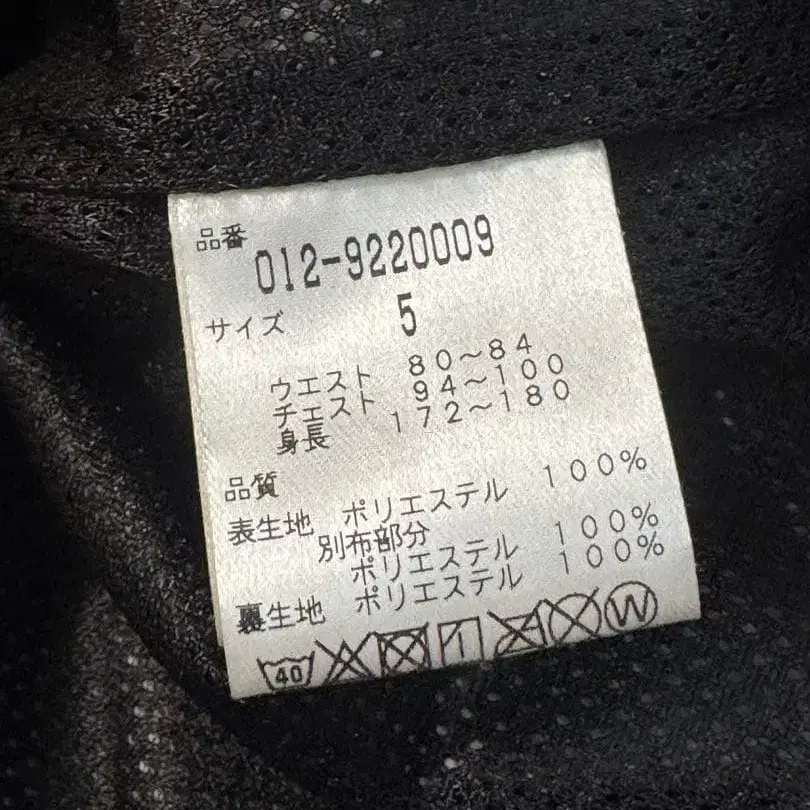 品番
012-9220009
サイズ 5
ウエスト 80～84
チェスト 94～100
身長 172～180
品質
表生地 ポリエステル 100%
別布部分
ポリエステル 100%
裏生地 ポリエステル 100%
40 W